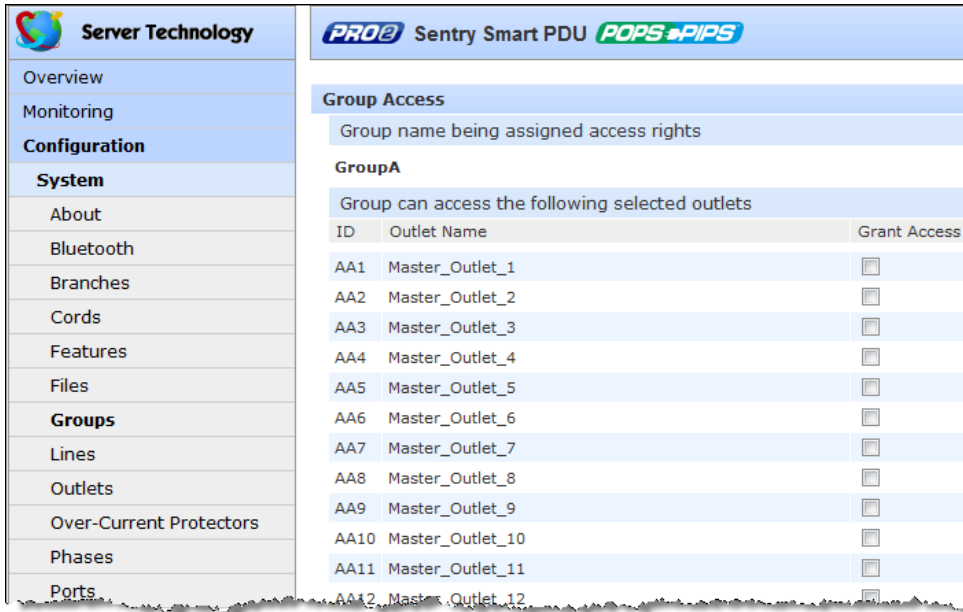 Server Technology
PRO2 Sentry Smart PDU POPS PIPS
Overview
Monitoring
Configuration
System
About
Bluetooth
Branches
Cords
Features
Files
Groups
Lines
Outlets
Over-Current Protectors
Phases
Ports
Group Access
Group name being assigned access rights
GroupA
Group can access the following selected outlets
ID Outlet Name Grant Access
AA1 Master_Outlet_1
AA2 Master_Outlet_2
AA3 Master_Outlet_3
AA4 Master_Outlet_4
AA5 Master_Outlet_5
AA6 Master_Outlet_6
AA7 Master_Outlet_7
AA8 Master_Outlet_8
AA9 Master_Outlet_9
AA10 Master_Outlet_10
AA11 Master_Outlet_11
AA12 Master_Outlet_12